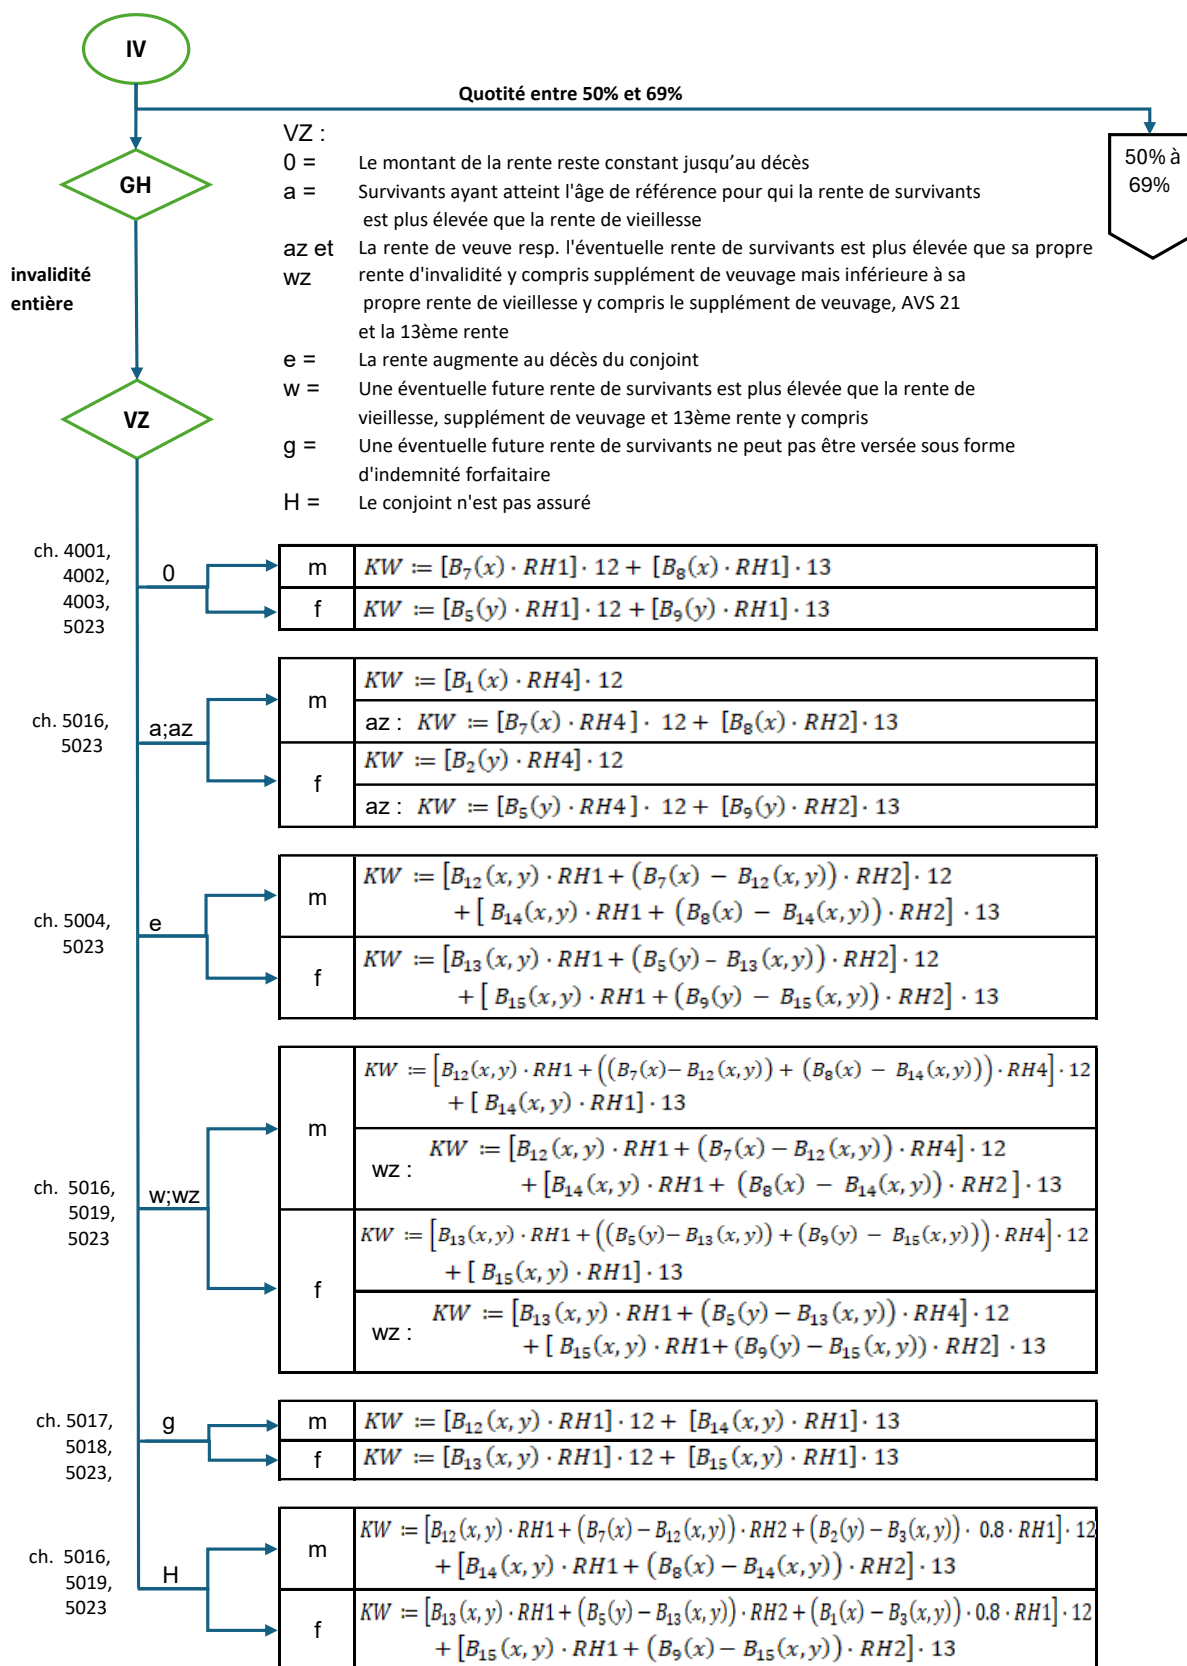 IV
Quotité entre 50% et 69%
50% à
69%
GH
VZ :
0 = Le montant de la rente reste constant jusqu'au décès
a = Survivants ayant atteint l'âge de référence pour qui la rente de survivants
est plus élevée que la rente de vieillesse
az et La rente de veuve resp. l'éventuelle rente de survivants est plus élevée que sa propre
wz rente d'invalidité y compris supplément de veuvage mais inférieure à sa
propre rente de vieillesse y compris le supplément de veuvage, AVS 21
et la 13ème rente
e = La rente augmente au décès du conjoint
w = Une éventuelle future rente de survivants est plus élevée que la rente de
vieillesse, supplément de veuvage et 13ème rente y compris
g = Une éventuelle future rente de survivants ne peut pas être versée sous forme
d'indemnité forfaitaire
H = Le conjoint n'est pas assuré
invalidité
entière
VZ
ch. 4001,
4002,
4003,
5023
0
m KW := [B₇(x) · RH1] · 12 + [B₈(x) · RH1] · 13
f KW := [B₅(y) · RH1] · 12 + [B₉(y) · RH1] · 13
ch. 5016,
5023
a;az
m
KW := [B₁(x) · RH4] · 12
az : KW := [B₇(x) · RH4] · 12 + [B₈(x) · RH2] · 13
f
KW := [B₂(y) · RH4] · 12
az : KW := [B₅(y) · RH4] · 12 + [B₉(y) · RH2] · 13
ch. 5004,
5023
e
m
KW := [B₁₂(x, y) · RH1 + (B₇(x) − B₁₂(x, y)) · RH2] · 12
+ [ B₁₄(x, y) · RH1 + (B₈(x) − B₁₄(x, y)) · RH2] · 13
f
KW := [B₁₃(x, y) · RH1 + (B₅(y) − B₁₃(x, y)) · RH2] · 12
+ [ B₁₅(x, y) · RH1 + (B₉(y) − B₁₅(x, y)) · RH2] · 13
ch. 5016,
5019,
5023
w;wz
m
KW := [B₁₂(x, y) · RH1 + ((B₇(x) − B₁₂(x, y)) + (B₈(x) − B₁₄(x, y))) · RH4] · 12
+ [ B₁₄(x, y) · RH1] · 13
wz :
KW := [B₁₂(x, y) · RH1 + (B₇(x) − B₁₂(x, y)) · RH4] · 12
+ [B₁₄(x, y) · RH1 + (B₈(x) − B₁₄(x, y)) · RH2 ] · 13
f
KW := [B₁₃(x, y) · RH1 + ((B₅(y) − B₁₃(x, y)) + (B₉(y) − B₁₅(x, y))) · RH4] · 12
+ [ B₁₅(x, y) · RH1] · 13
wz :
KW := [B₁₃(x, y) · RH1 + (B₅(y) − B₁₃(x, y)) · RH4] · 12
+ [ B₁₅(x, y) · RH1 + (B₉(y) − B₁₅(x, y)) · RH2] · 13
ch. 5017,
5018,
5023,
g
m KW := [B₁₂(x, y) · RH1] · 12 + [B₁₄(x, y) · RH1] · 13
f KW := [B₁₃(x, y) · RH1] · 12 + [B₁₅(x, y) · RH1] · 13
ch. 5016,
5019,
5023
H
m
KW := [B₁₂(x, y) · RH1 + (B₇(x) − B₁₂(x, y)) · RH2 + (B₂(y) − B₃(x, y)) · 0.8 · RH1] · 12
+ [B₁₄(x, y) · RH1 + (B₈(x) − B₁₄(x, y)) · RH2] · 13
f
KW := [B₁₃(x, y) · RH1 + (B₅(y) − B₁₃(x, y)) · RH2 + (B₁(x) − B₃(x, y)) · 0.8 · RH1] · 12
+ [B₁₅(x, y) · RH1 + (B₉(x) − B₁₅(x, y)) · RH2] · 13